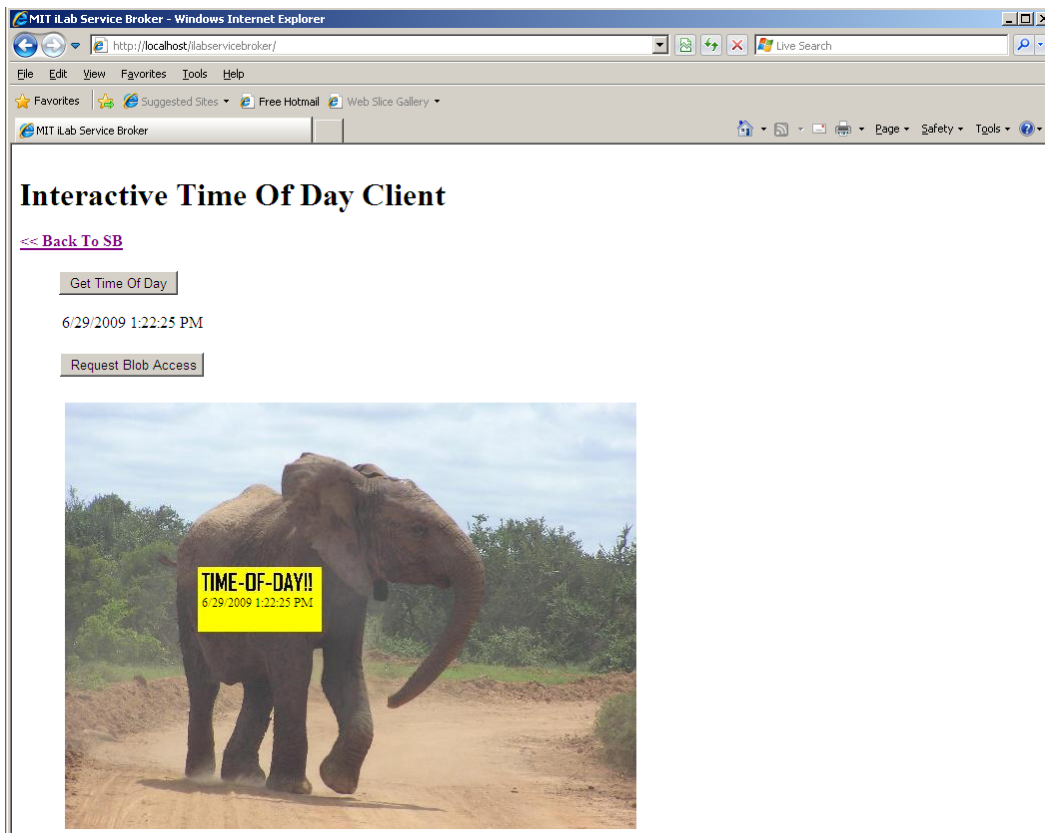 MIT iLab Service Broker - Windows Internet Explorer
http://localhost/ilabservicebroker/
Live Search
File Edit View Favorites Tools Help
Favorites Suggested Sites Free Hotmail Web Slice Gallery
MIT iLab Service Broker Page Safety Tools
Interactive Time Of Day Client
<< Back To SB
Get Time Of Day
6/29/2009 1:22:25 PM
Request Blob Access
TIME-OF-DAY!!
6/29/2009 1:22:25 PM